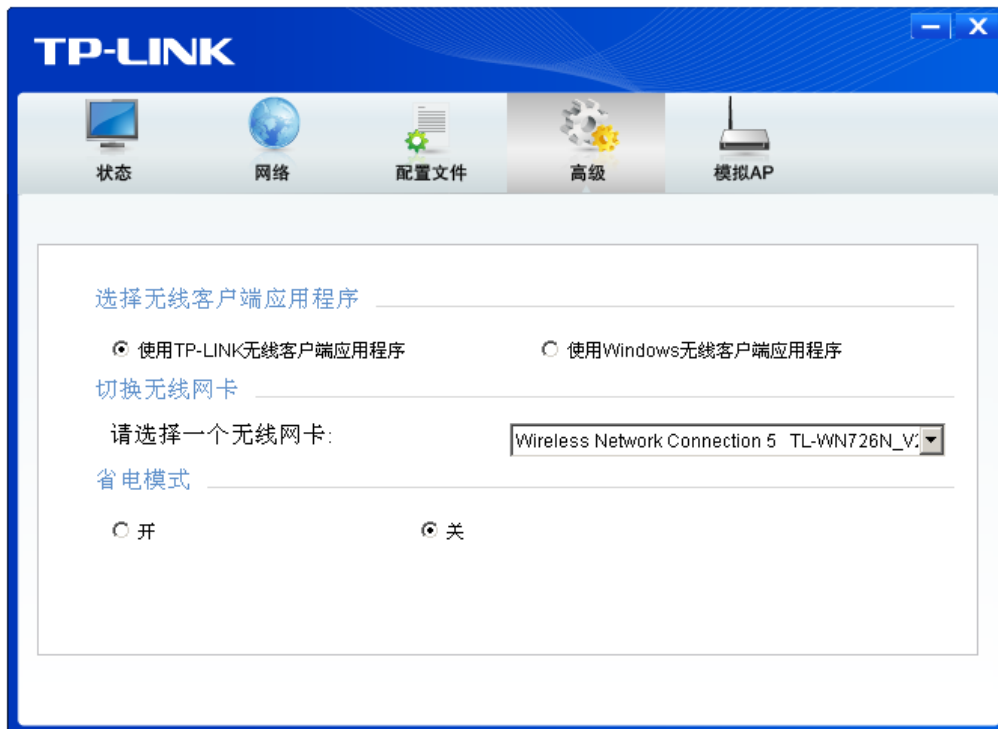 TP-LINK
状态 网络 配置文件 高级 模拟AP
选择无线客户端应用程序
使用TP-LINK无线客户端应用程序 使用Windows无线客户端应用程序
切换无线网卡
请选择一个无线网卡: Wireless Network Connection 5 TL-WN726N_V2
省电模式
开 关